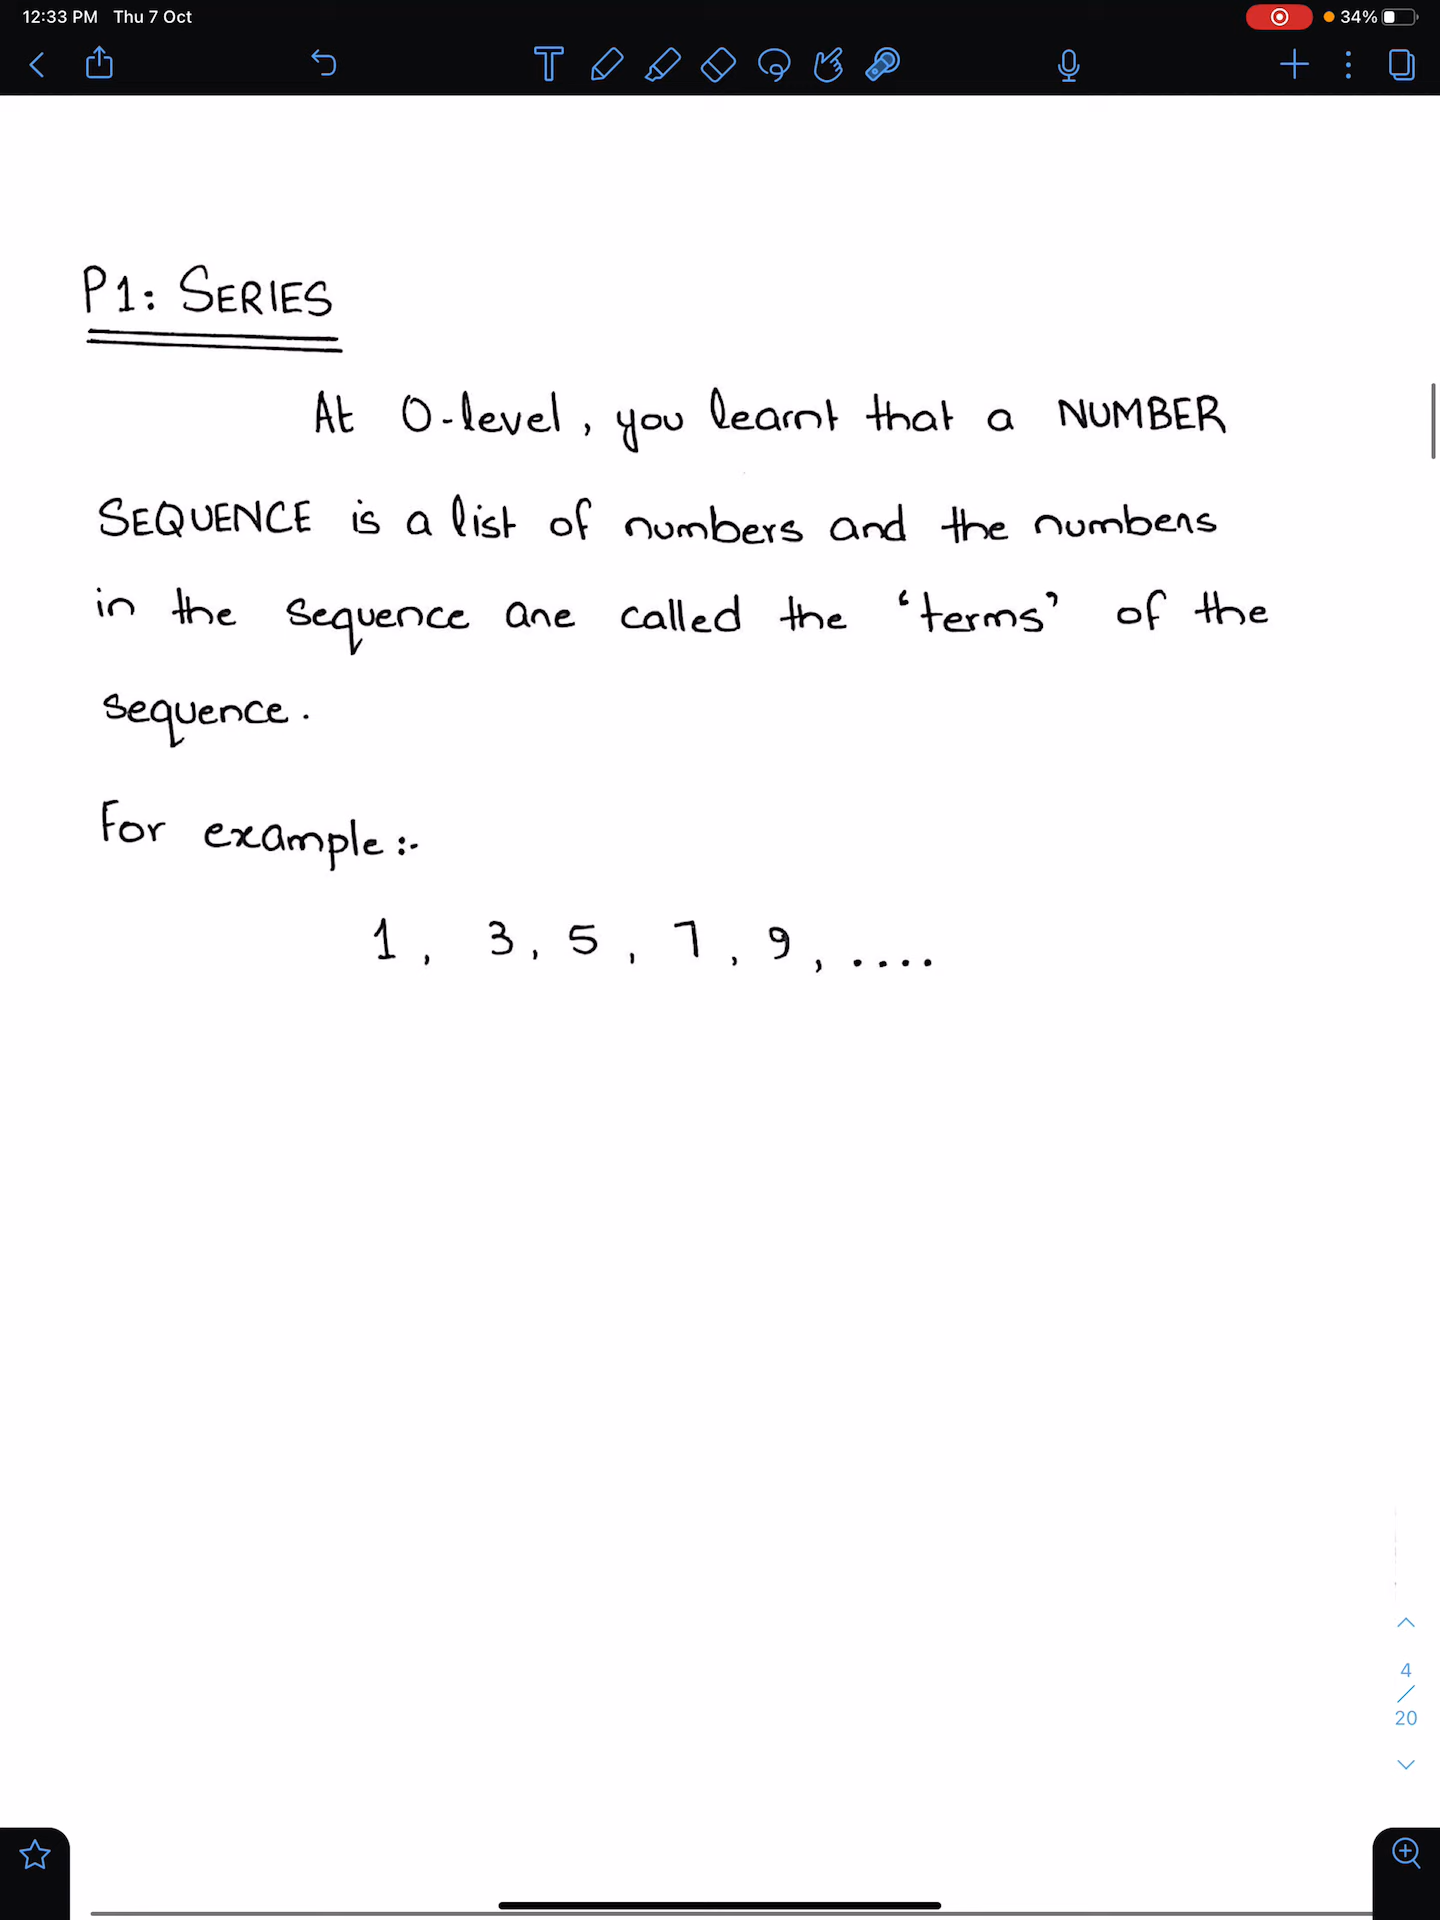 12:33 PM Thu 7 Oct 34%
P1: SERIES
At O-level, you learnt that a NUMBER
SEQUENCE is a list of numbers and the numbers
in the sequence are called the ‘terms’ of the
sequence.
For example:-
1, 3, 5, 7, 9, ....
4
/
20